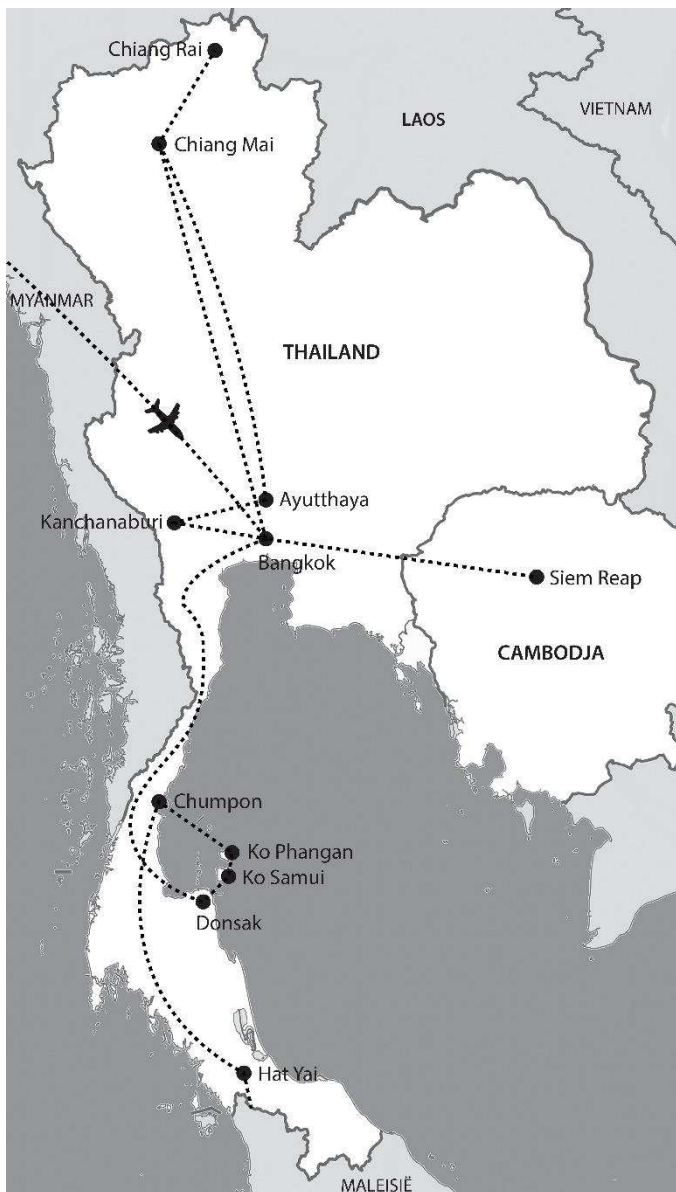 Chiang Rai
VIETNAM
LAOS
Chiang Mai
MYANMAR
THAILAND
Ayutthaya
Kanchanaburi
Bangkok
Siem Reap
CAMBODJA
Chumpon
Ko Phangan
Ko Samui
Donsak
Hat Yai
MALEISIË